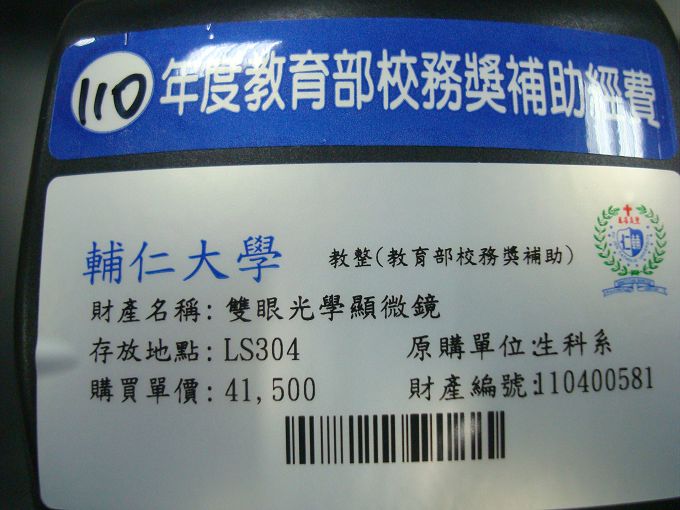 110 年度教育部校務獎補助經費
輔仁大學 教整(教育部校務獎補助)
財產名稱: 雙眼光學顯微鏡
存放地點: LS304 原購單位:生科系
購買單價: 41,500 財產編號:110400581